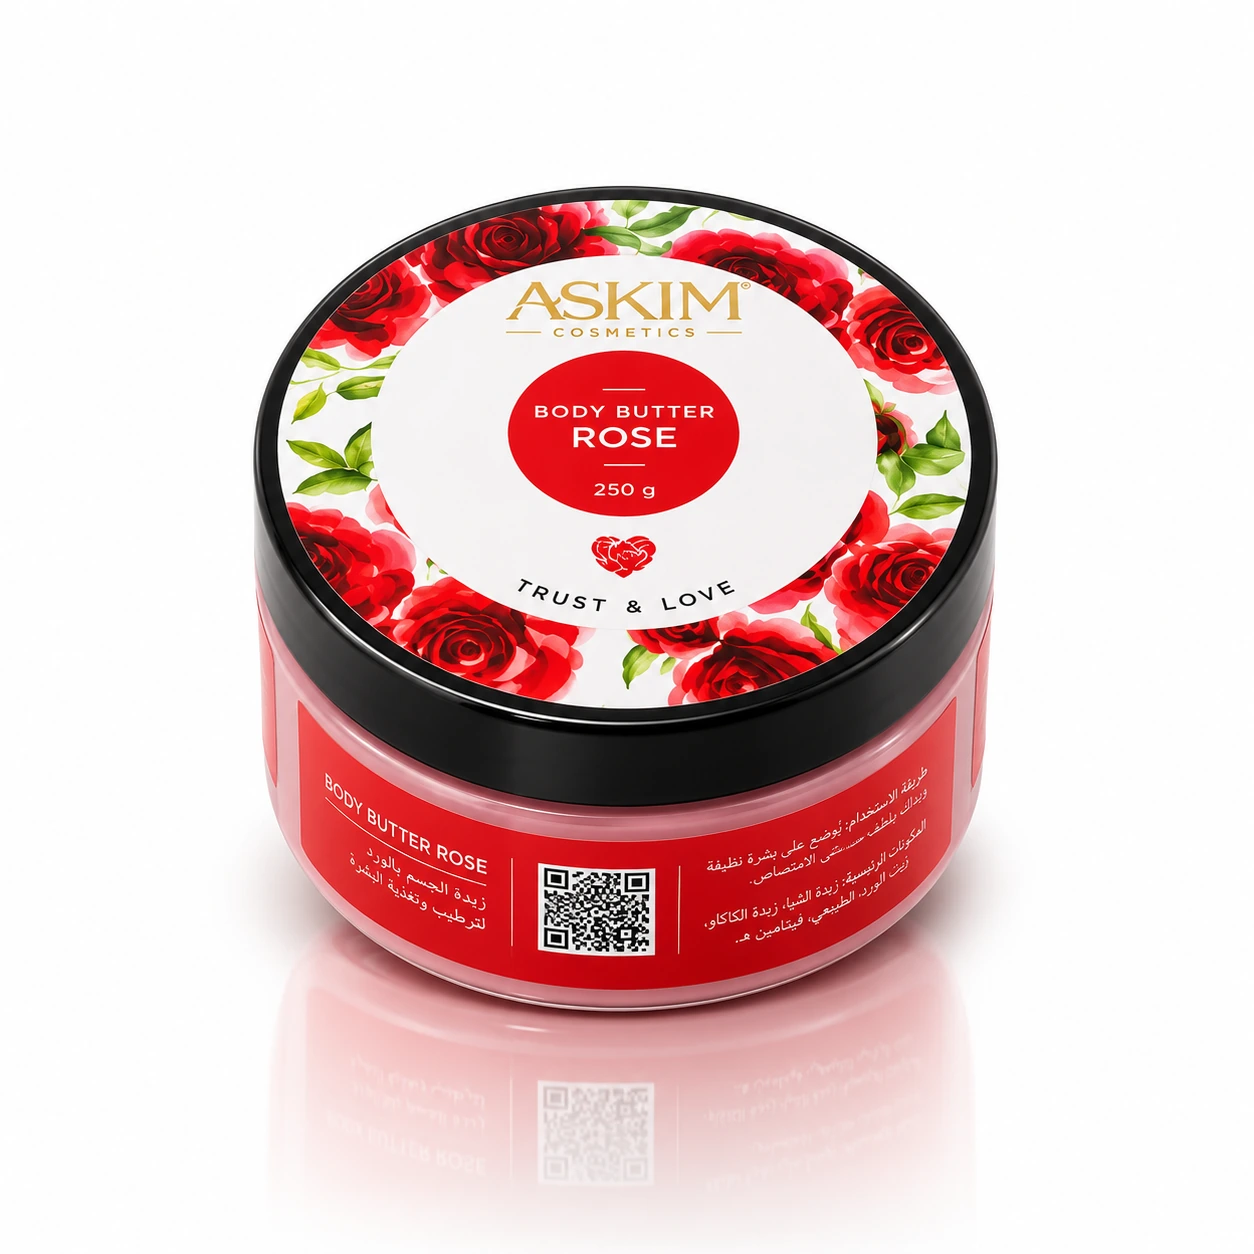 ASKIM®
COSMETICS
BODY BUTTER
ROSE
250 g
TRUST & LOVE
BODY BUTTER ROSE
زبدة الجسم بالورد
لترطيب وتغذية البشرة
طريقة الاستخدام: يُوضع على بشرة نظيفة
ويدلك بلطف الامتصاص.
المكونات الرئيسية: زبدة الشيا، زبدة الكاكاو،
زيت الورد، الطبيعي، فيتامين هـ.